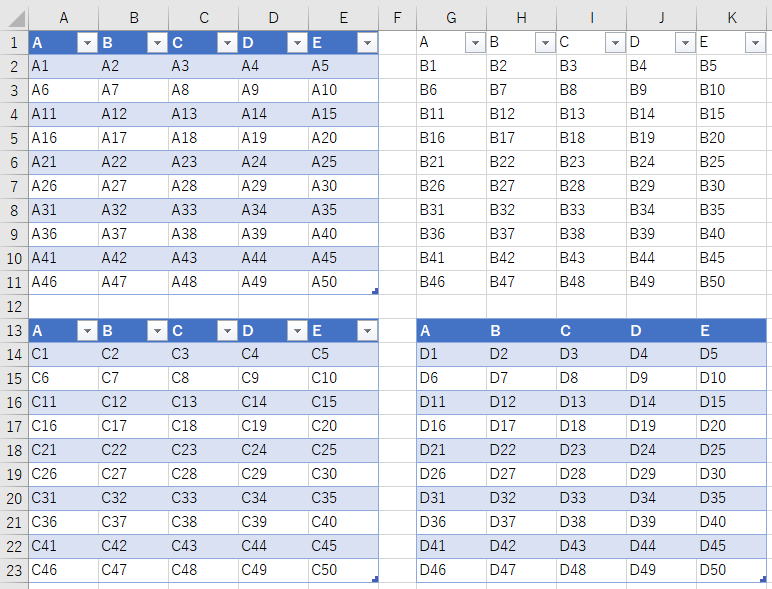 A B C D E F G H I J K
1 A B C D E A B C D E
2 A1 A2 A3 A4 A5 B1 B2 B3 B4 B5
3 A6 A7 A8 A9 A10 B6 B7 B8 B9 B10
4 A11 A12 A13 A14 A15 B11 B12 B13 B14 B15
5 A16 A17 A18 A19 A20 B16 B17 B18 B19 B20
6 A21 A22 A23 A24 A25 B21 B22 B23 B24 B25
7 A26 A27 A28 A29 A30 B26 B27 B28 B29 B30
8 A31 A32 A33 A34 A35 B31 B32 B33 B34 B35
9 A36 A37 A38 A39 A40 B36 B37 B38 B39 B40
10 A41 A42 A43 A44 A45 B41 B42 B43 B44 B45
11 A46 A47 A48 A49 A50 B46 B47 B48 B49 B50
12
13 A B C D E A B C D E
14 C1 C2 C3 C4 C5 D1 D2 D3 D4 D5
15 C6 C7 C8 C9 C10 D6 D7 D8 D9 D10
16 C11 C12 C13 C14 C15 D11 D12 D13 D14 D15
17 C16 C17 C18 C19 C20 D16 D17 D18 D19 D20
18 C21 C22 C23 C24 C25 D21 D22 D23 D24 D25
19 C26 C27 C28 C29 C30 D26 D27 D28 D29 D30
20 C31 C32 C33 C34 C35 D31 D32 D33 D34 D35
21 C36 C37 C38 C39 C40 D36 D37 D38 D39 D40
22 C41 C42 C43 C44 C45 D41 D42 D43 D44 D45
23 C46 C47 C48 C49 C50 D46 D47 D48 D49 D50